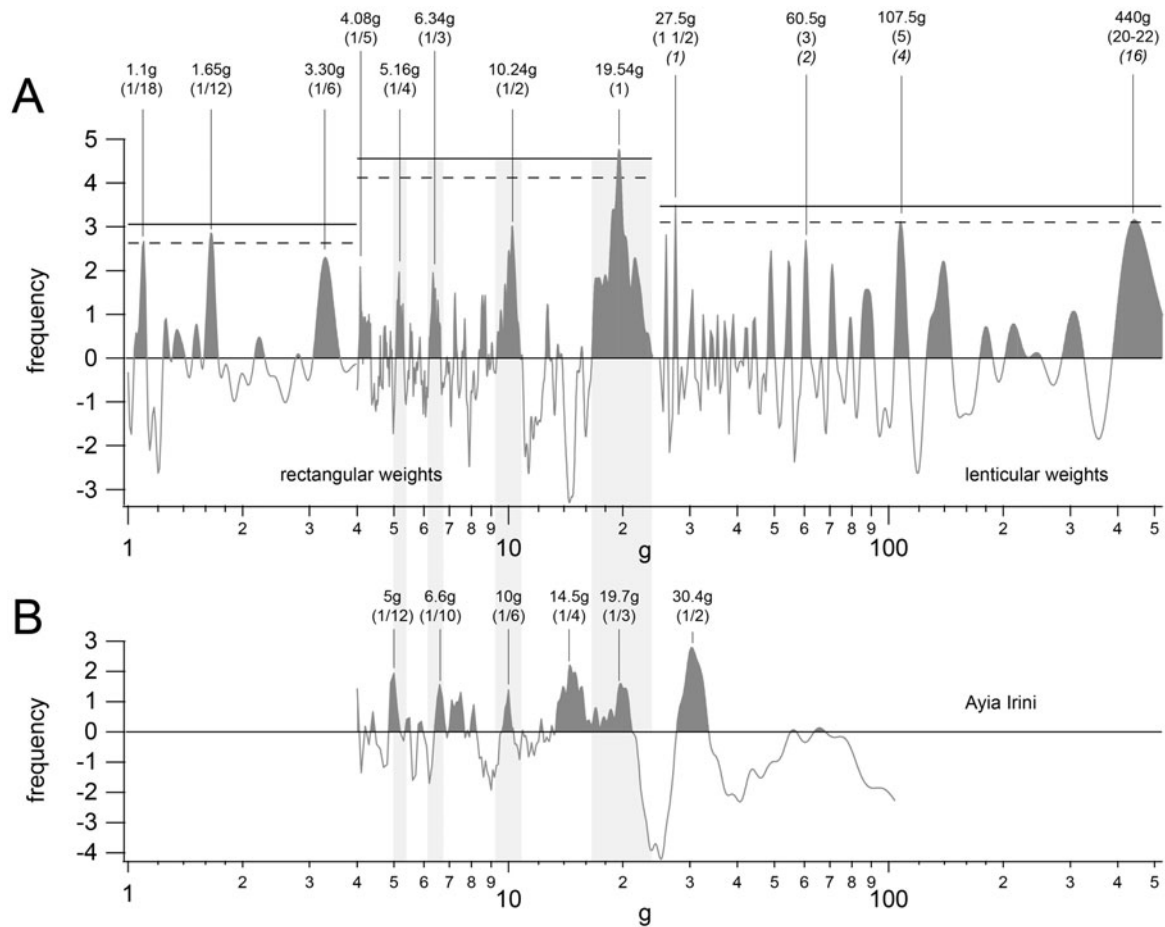 A
4.08g
(1/5)
6.34g
(1/3)
27.5g
(1 1/2)
(1)
60.5g
(3)
(2)
107.5g
(5)
(4)
440g
(20-22)
(16)
1.1g
(1/18)
1.65g
(1/12)
3.30g
(1/6)
5.16g
(1/4)
10.24g
(1/2)
19.54g
(1)
frequency
5
4
3
2
1
0
-1
-2
-3
rectangular weights
lenticular weights
1 2 3 4 5 6 7 8 9 10 2 3 4 5 6 7 8 9 100 2 3 4 5
g
B
5g
(1/12)
6.6g
(1/10)
10g
(1/6)
14.5g
(1/4)
19.7g
(1/3)
30.4g
(1/2)
frequency
3
2
1
0
-1
-2
-3
-4
Ayia Irini
1 2 3 4 5 6 7 8 9 10 2 3 4 5 6 7 8 9 100 2 3 4 5
g